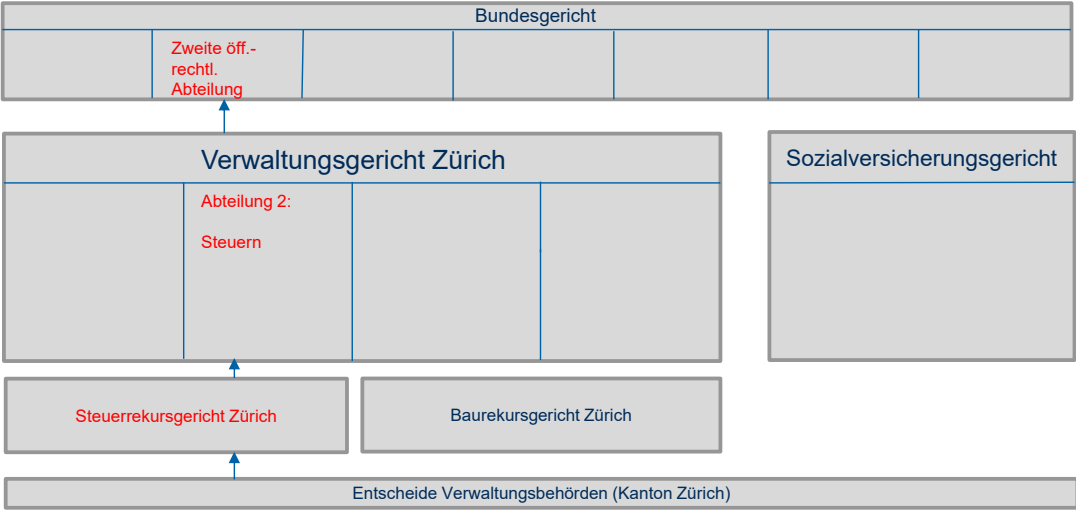 Bundesgericht
Zweite öff.-
rechtl.
Abteilung
Verwaltungsgericht Zürich
Sozialversicherungsgericht
Abteilung 2:
Steuern
Steuerrekursgericht Zürich
Baurekursgericht Zürich
Entscheide Verwaltungsbehörden (Kanton Zürich)